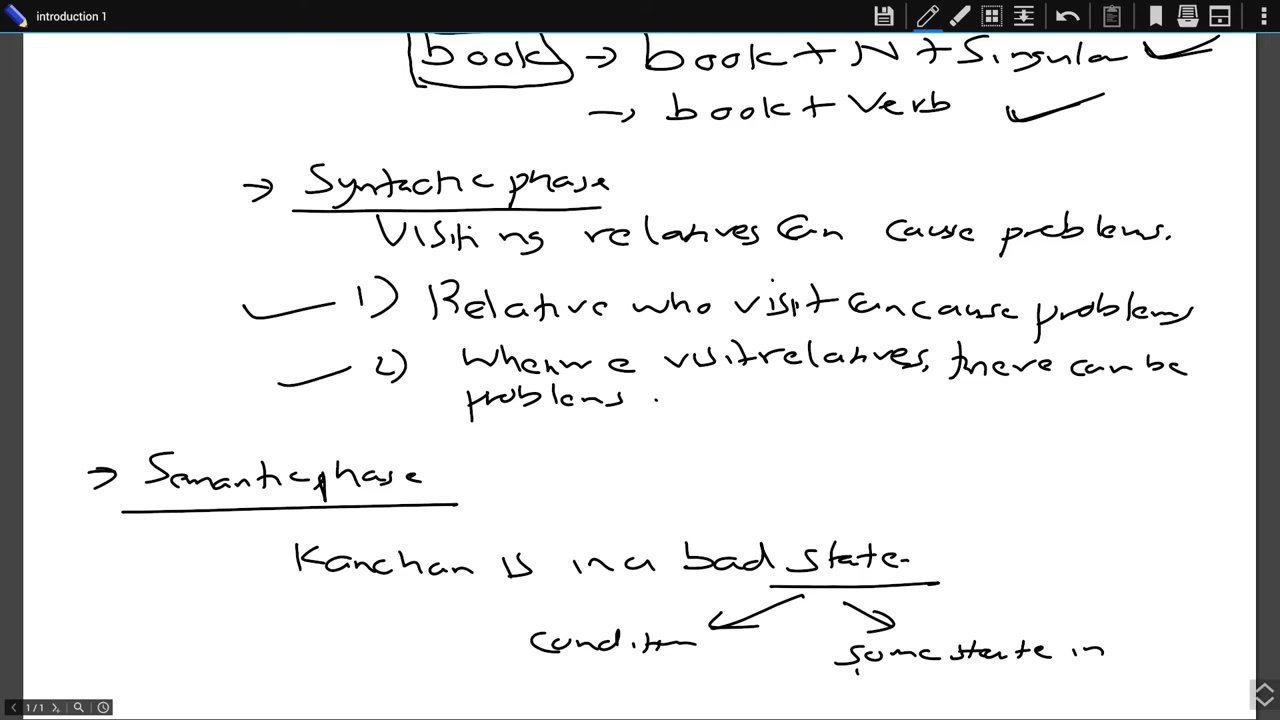 introduction 1
book → book + N + Singular ✓
→ book + Verb ✓
→ Syntactic phase
Visiting relatives can cause problems.
1) Relative who visit can cause problems
2) When we visit relatives, there can be
problems.
→ Semantic phase
Kanchan is in a bad state.
condition some state in
1/1